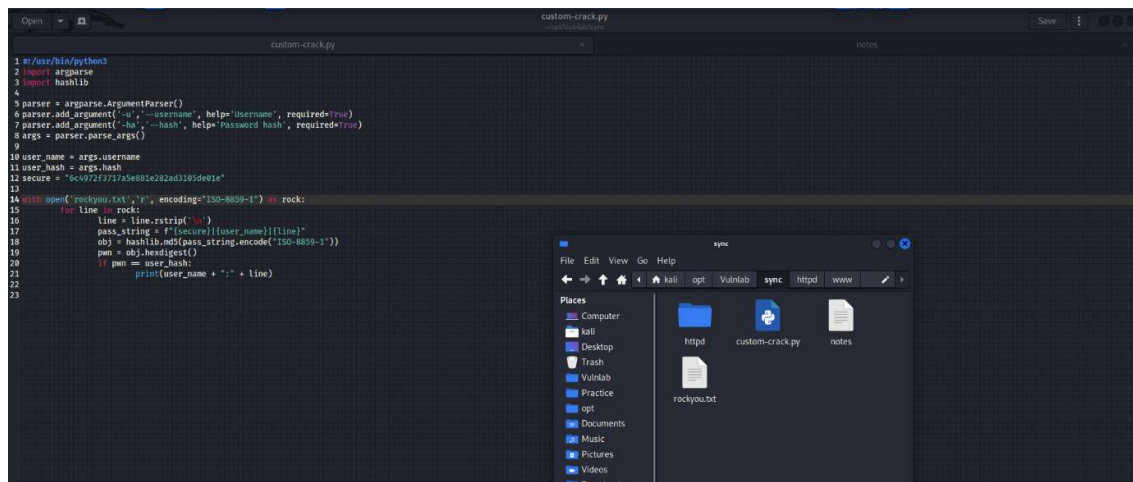 Open
custom-crack.py
~/opt/Vulnlab/sync
Save
custom-crack.py
notes
1 #!/usr/bin/python3
2 import argparse
3 import hashlib
4
5 parser = argparse.ArgumentParser()
6 parser.add_argument('-u','--username', help='Username', required=True)
7 parser.add_argument('-ha','--hash', help='Password hash', required=True)
8 args = parser.parse_args()
9
10 user_name = args.username
11 user_hash = args.hash
12 secure = "6c4972f3717a5e881e282ad3105de01e"
13
14 with open('rockyou.txt','r', encoding="ISO-8859-1") as rock:
15 for line in rock:
16 line = line.rstrip('\n')
17 pass_string = f"{secure}|{user_name}|{line}"
18 obj = hashlib.md5(pass_string.encode("ISO-8859-1"))
19 pwn = obj.hexdigest()
20 if pwn == user_hash:
21 print(user_name + ":" + line)
22
23
sync
File Edit View Go Help
kali opt Vulnlab sync httpd www
Places
Computer
kali
Desktop
Trash
Vulnlab
Practice
opt
Documents
Music
Pictures
Videos
httpd
custom-crack.py
notes
rockyou.txt